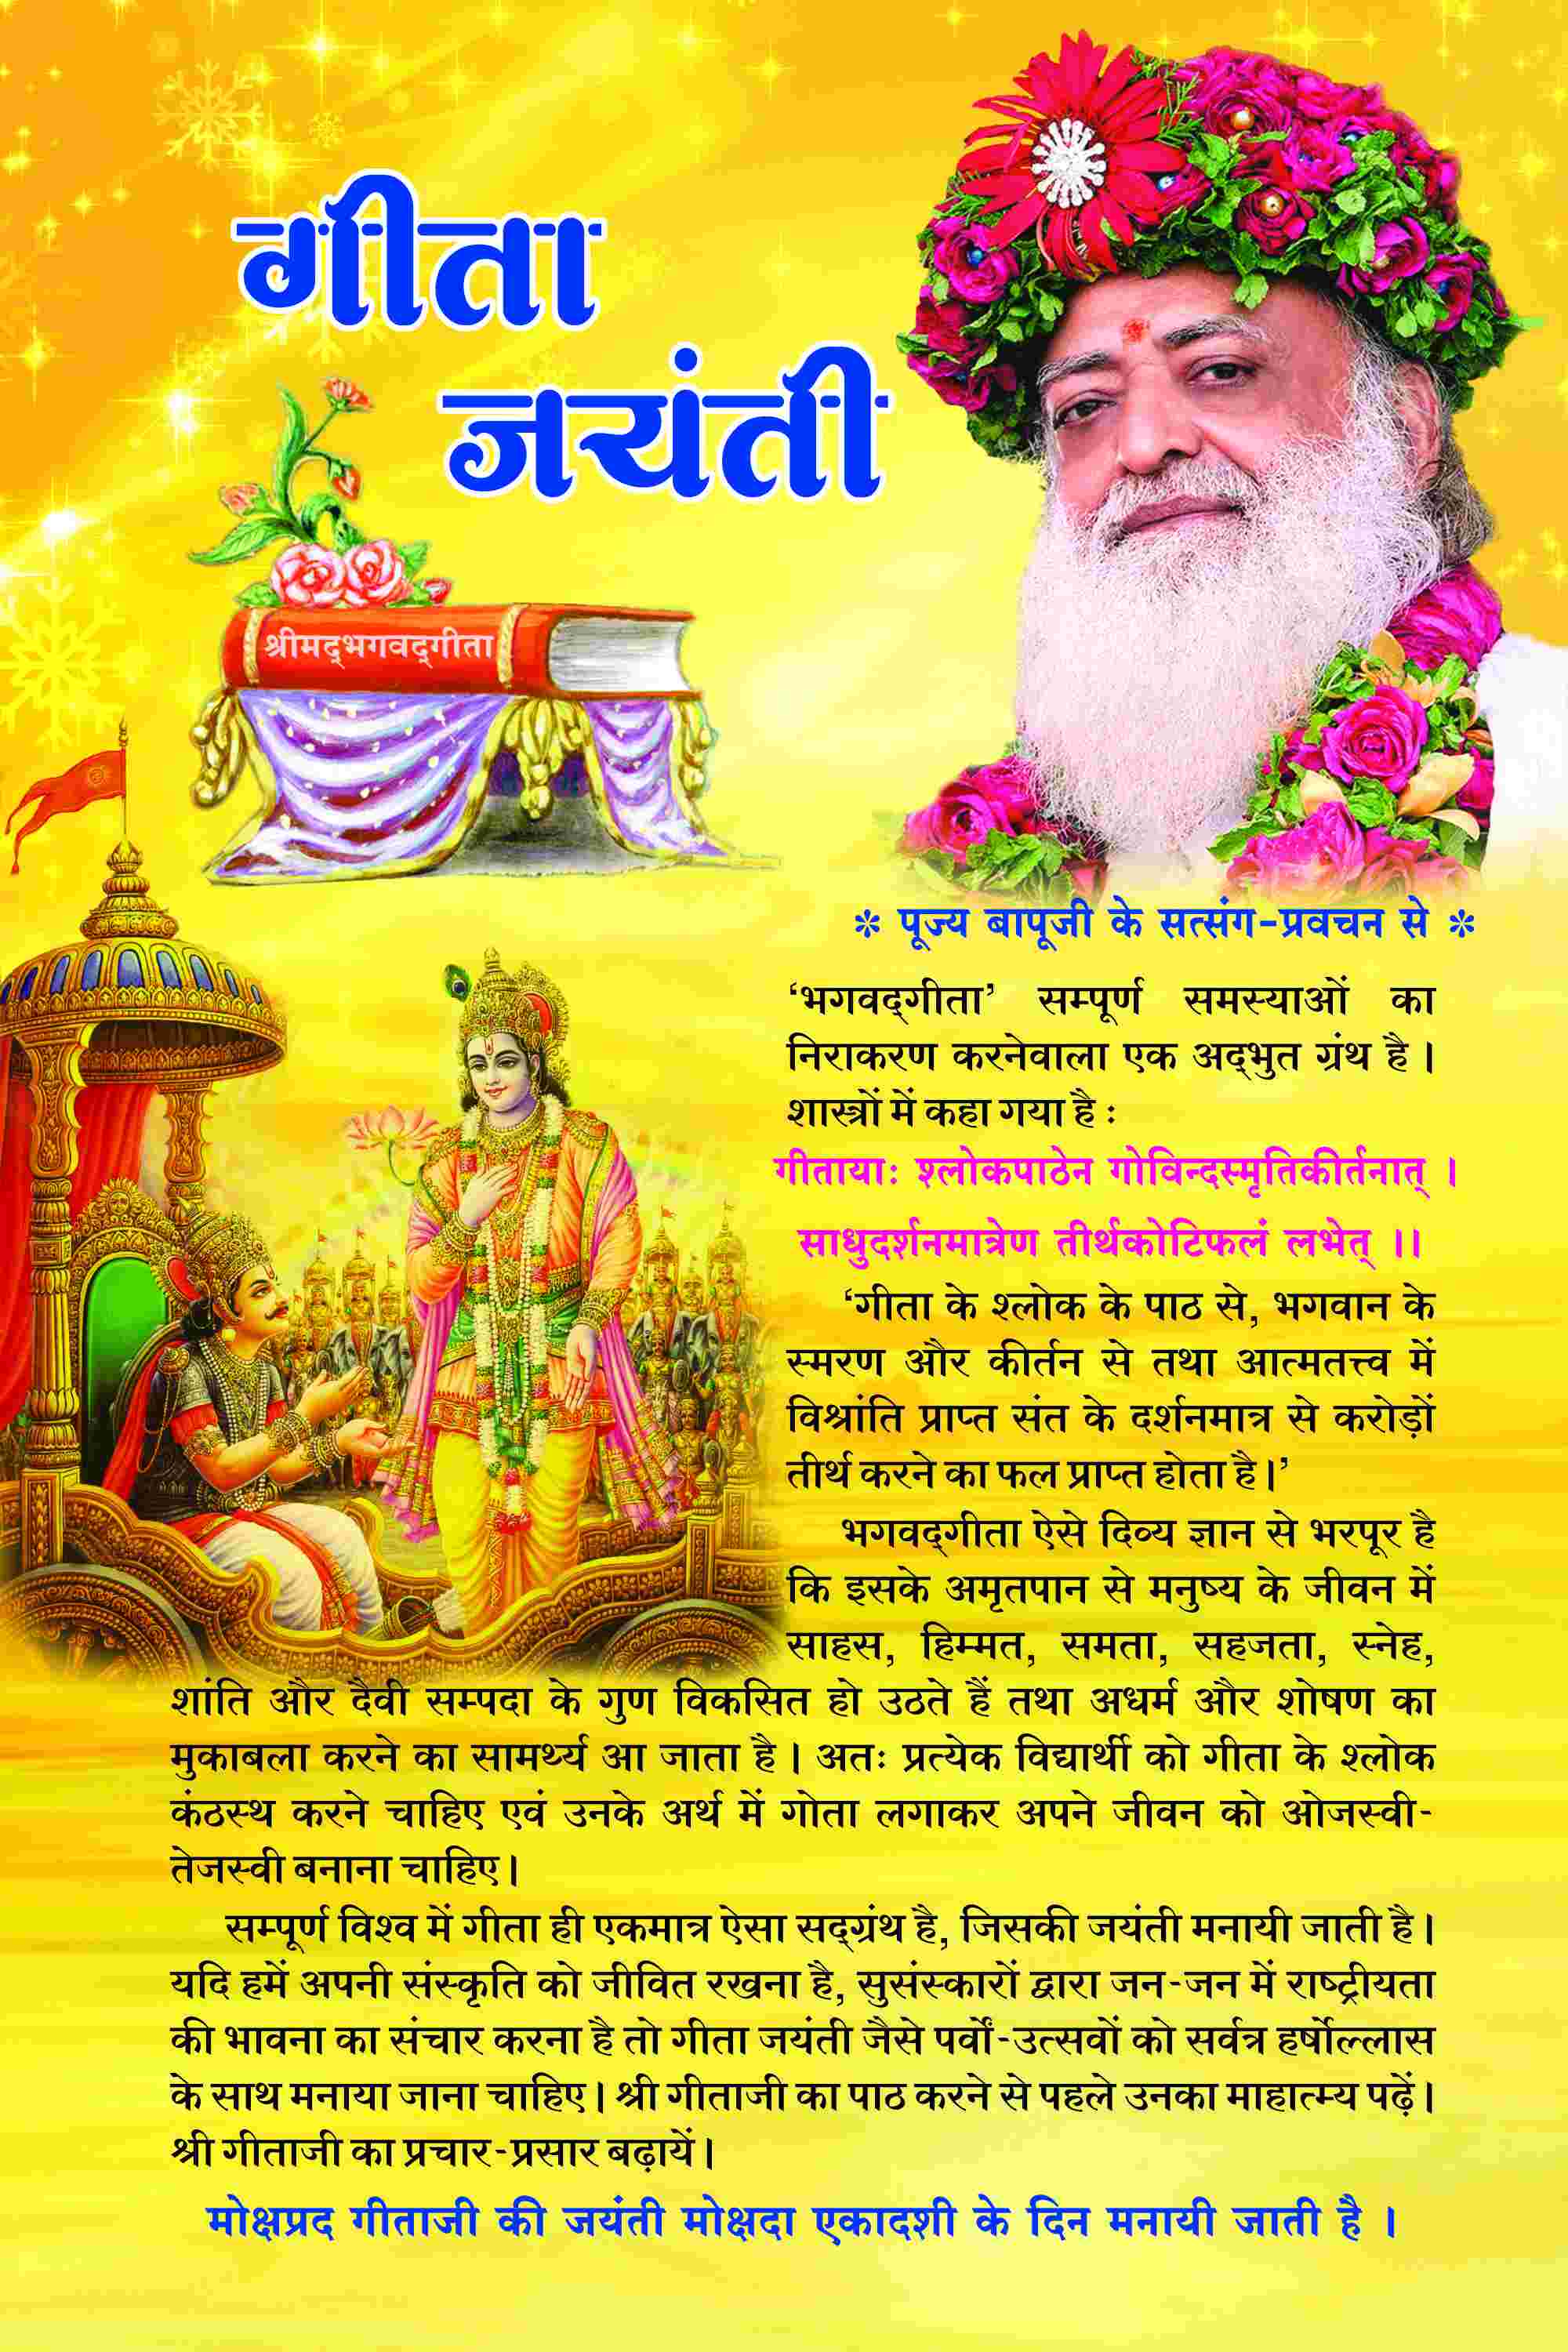 गीता
जयंती
श्रीमद्‌भगवद्‌गीता
✽ पूज्य बापूजी के सत्संग-प्रवचन से ✽
‘भगवद्‌गीता’ सम्पूर्ण समस्याओं का
निराकरण करनेवाला एक अद्‌भुत ग्रंथ है ।
शास्त्रों में कहा गया है :
गीतायाः श्लोकपाठेन गोविन्दस्मृतिकीर्तनात् ।
साधुदर्शनमात्रेण तीर्थकोटिफलं लभेत् ।।
‘गीता के श्लोक के पाठ से, भगवान के
स्मरण और कीर्तन से तथा आत्मतत्त्व में
विश्रांति प्राप्त संत के दर्शनमात्र से करोड़ों
तीर्थ करने का फल प्राप्त होता है ।’
भगवद्‌गीता ऐसे दिव्य ज्ञान से भरपूर है
कि इसके अमृतपान से मनुष्य के जीवन में
साहस, हिम्मत, समता, सहजता, स्नेह,
शांति और दैवी सम्पदा के गुण विकसित हो उठते हैं तथा अधर्म और शोषण का
मुकाबला करने का सामर्थ्य आ जाता है । अतः प्रत्येक विद्यार्थी को गीता के श्लोक
कंठस्थ करने चाहिए एवं उनके अर्थ में गोता लगाकर अपने जीवन को ओजस्वी-
तेजस्वी बनाना चाहिए ।
सम्पूर्ण विश्व में गीता ही एकमात्र ऐसा सद्‌ग्रंथ है, जिसकी जयंती मनायी जाती है ।
यदि हमें अपनी संस्कृति को जीवित रखना है, सुसंस्कारों द्वारा जन-जन में राष्ट्रीयता
की भावना का संचार करना है तो गीता जयंती जैसे पर्वों-उत्सवों को सर्वत्र हर्षोल्लास
के साथ मनाया जाना चाहिए । श्री गीताजी का पाठ करने से पहले उनका माहात्म्य पढ़ें ।
श्री गीताजी का प्रचार-प्रसार बढ़ायें ।
मोक्षप्रद गीताजी की जयंती मोक्षदा एकादशी के दिन मनायी जाती है ।